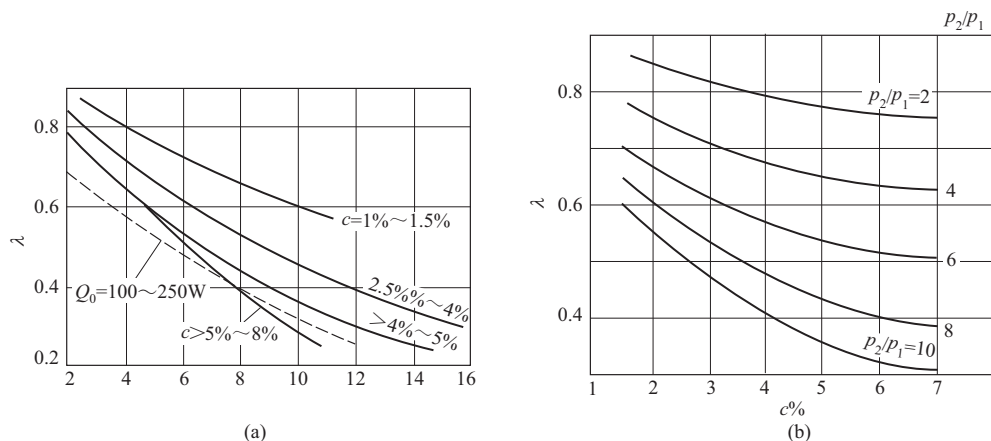 0.8
0.6
0.4
0.2
λ
2 4 6 8 10 12 14 16
c=1%～1.5%
2.5%%～4%
>4%～5%
Q₀=100～250W
c>5%～8%
(a)
p₂/p₁
0.8
0.6
0.4
λ
1 2 3 4 5 6 7
c%
p₂/p₁=2
4
6
8
p₂/p₁=10
(b)